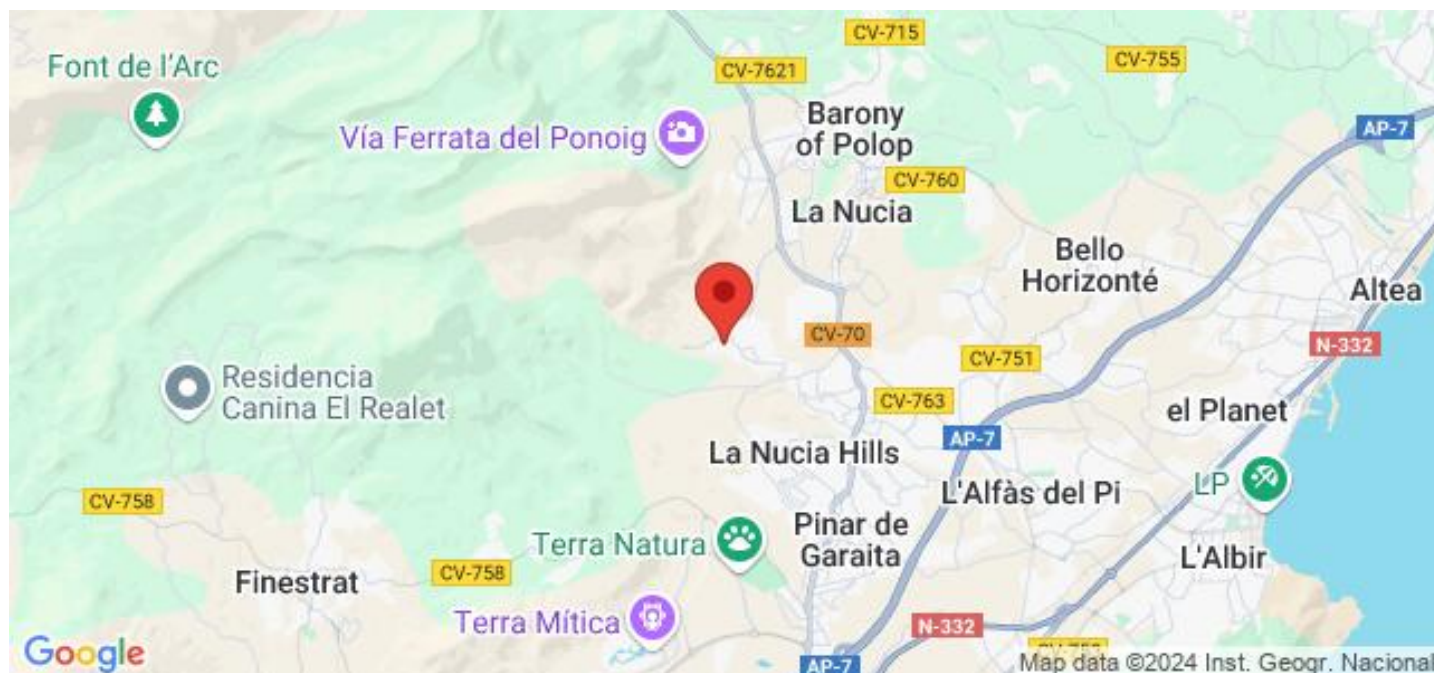 CV-715
CV-755
Font de l'Arc
CV-7621
Barony
of Polop
AP-7
Vía Ferrata del Ponoig
CV-760
La Nucia
Bello
Horizonté
Altea
CV-70
N-332
CV-751
Residencia
Canina El Realet
CV-763
el Planet
AP-7
La Nucia Hills
LP
L'Alfàs del Pi
CV-758
Pinar de
Garaita
Terra Natura
L'Albir
CV-758
Finestrat
Terra Mítica
N-332
Google
AP-7
Map data ©2024 Inst. Geogr. Nacional